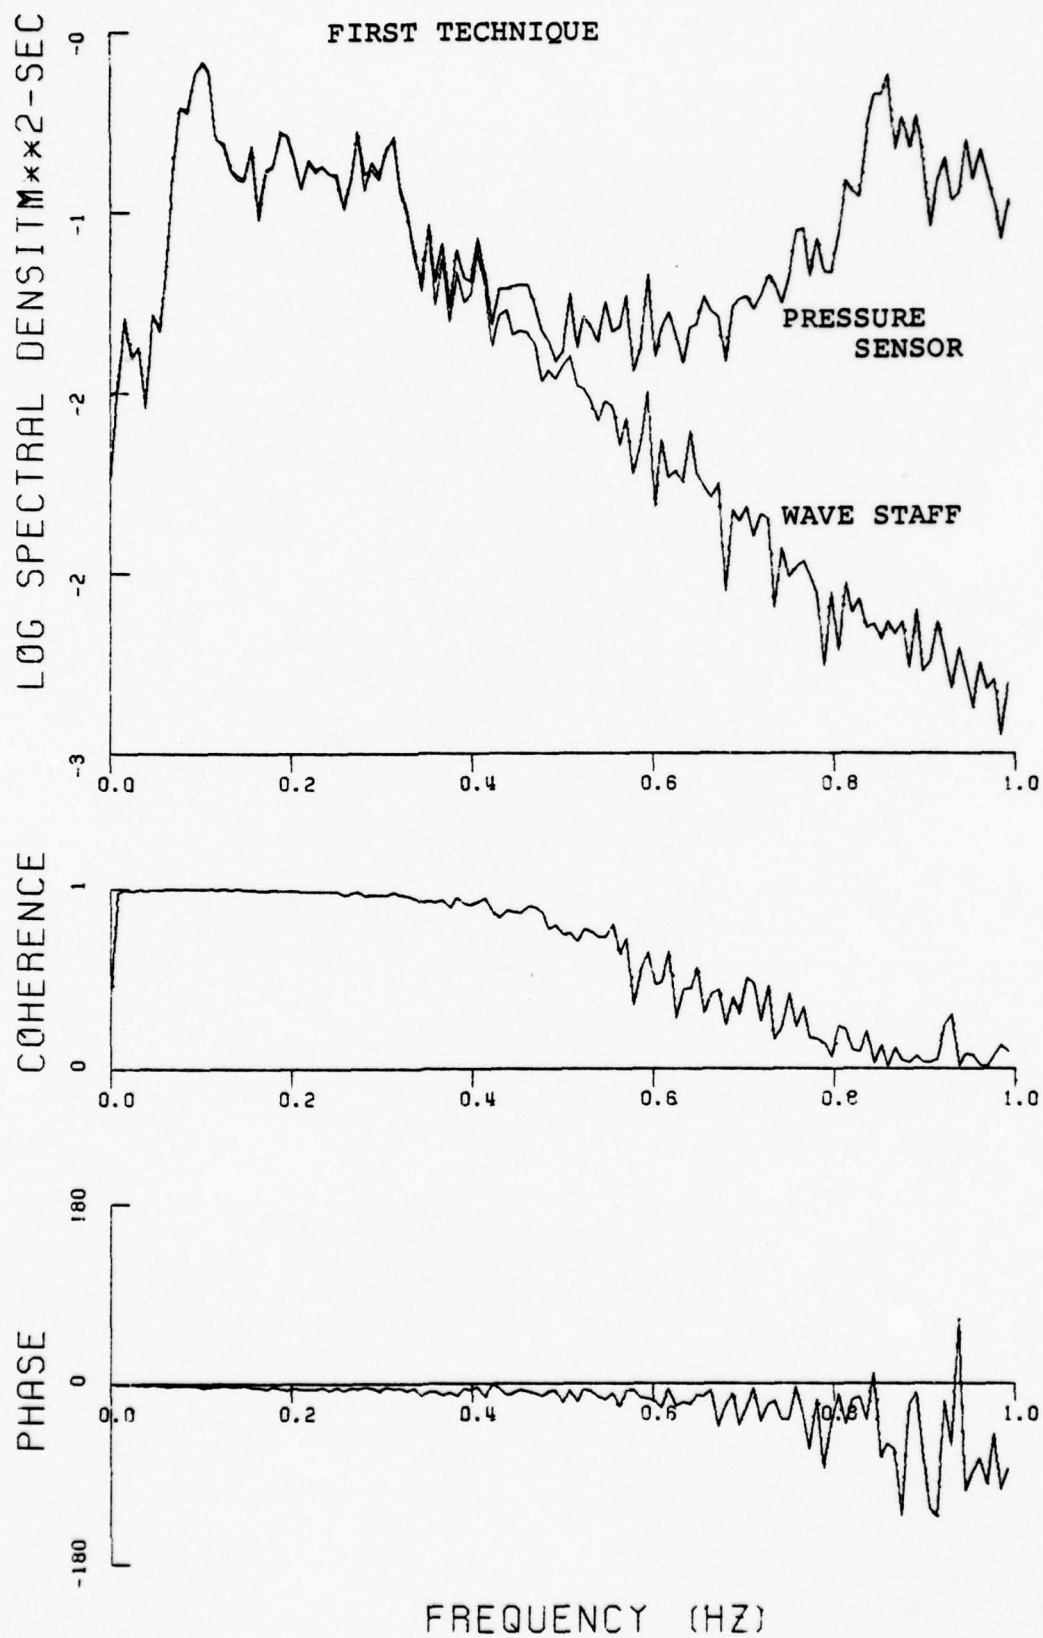 FIRST TECHNIQUE
LOG SPECTRAL DENSITM**2-SEC
-0
-1
-2
-2
-3
PRESSURE
SENSOR
WAVE STAFF
0.0 0.2 0.4 0.6 0.8 1.0
COHERENCE
1
0
0.0 0.2 0.4 0.6 0.8 1.0
PHASE
180
0
-180
0.0 0.2 0.4 0.6 0.8 1.0
FREQUENCY (HZ)